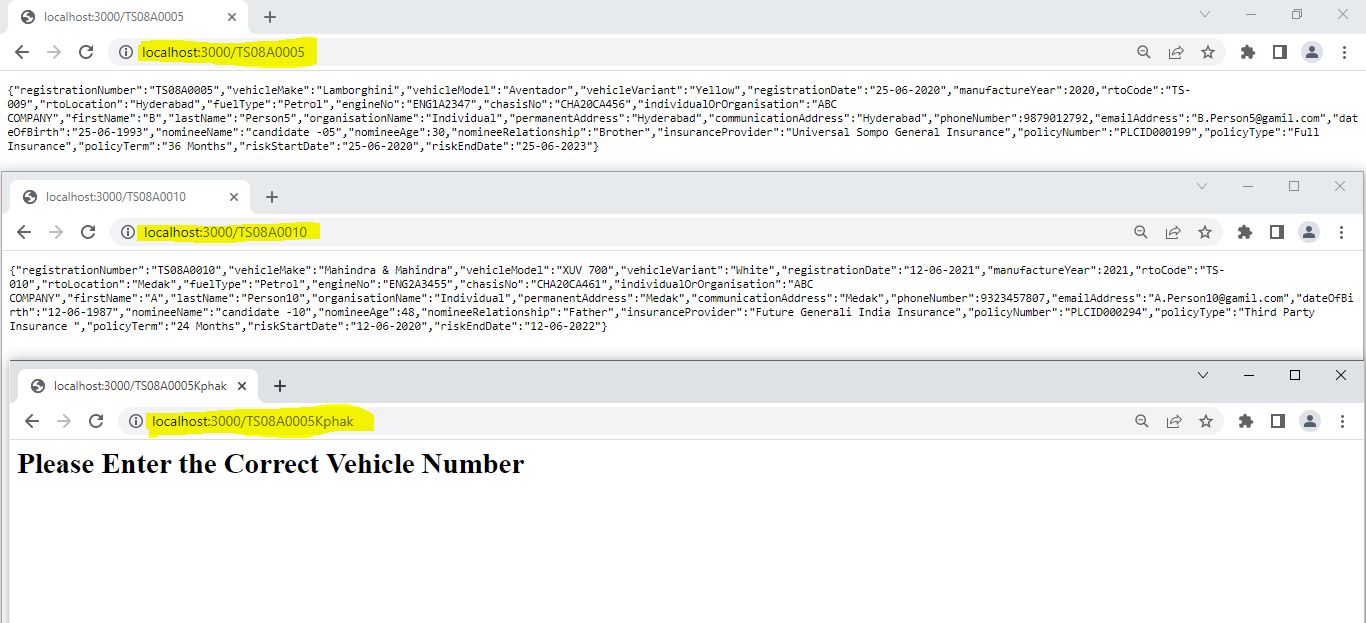 localhost:3000/TS08A0005
localhost:3000/TS08A0005
{"registrationNumber":"TS08A0005","vehicleMake":"Lamborghini","vehicleModel":"Aventador","vehicleVariant":"Yellow","registrationDate":"25-06-2020","manufactureYear":2020,"rtoCode":"TS-
009","rtoLocation":"Hyderabad","fuelType":"Petrol","engineNo":"ENG1A2347","chasisNo":"CHA20CA456","individualOrOrganisation":"ABC
COMPANY","firstName":"B","lastName":"Person5","organisationName":"Individual","permanentAddress":"Hyderabad","communicationAddress":"Hyderabad","phoneNumber":9879012792,"emailAddress":"B.Person5@gamil.com","dat
eOfBirth":"25-06-1993","nomineeName":"candidate -05","nomineeAge":30,"nomineeRelationship":"Brother","insuranceProvider":"Universal Sompo General Insurance","policyNumber":"PLCID000199","policyType":"Full
Insurance","policyTerm":"36 Months","riskStartDate":"25-06-2020","riskEndDate":"25-06-2023"}
localhost:3000/TS08A0010
localhost:3000/TS08A0010
{"registrationNumber":"TS08A0010","vehicleMake":"Mahindra & Mahindra","vehicleModel":"XUV 700","vehicleVariant":"White","registrationDate":"12-06-2021","manufactureYear":2021,"rtoCode":"TS-
010","rtoLocation":"Medak","fuelType":"Petrol","engineNo":"ENG2A3455","chasisNo":"CHA20CA461","individualOrOrganisation":"ABC
COMPANY","firstName":"A","lastName":"Person10","organisationName":"Individual","permanentAddress":"Medak","communicationAddress":"Medak","phoneNumber":9323457807,"emailAddress":"A.Person10@gamil.com","dateOfBi
rth":"12-06-1987","nomineeName":"candidate -10","nomineeAge":48,"nomineeRelationship":"Father","insuranceProvider":"Future Generali India Insurance","policyNumber":"PLCID000294","policyType":"Third Party
Insurance ","policyTerm":"24 Months","riskStartDate":"12-06-2020","riskEndDate":"12-06-2022"}
localhost:3000/TS08A0005Kphak
localhost:3000/TS08A0005Kphak
Please Enter the Correct Vehicle Number